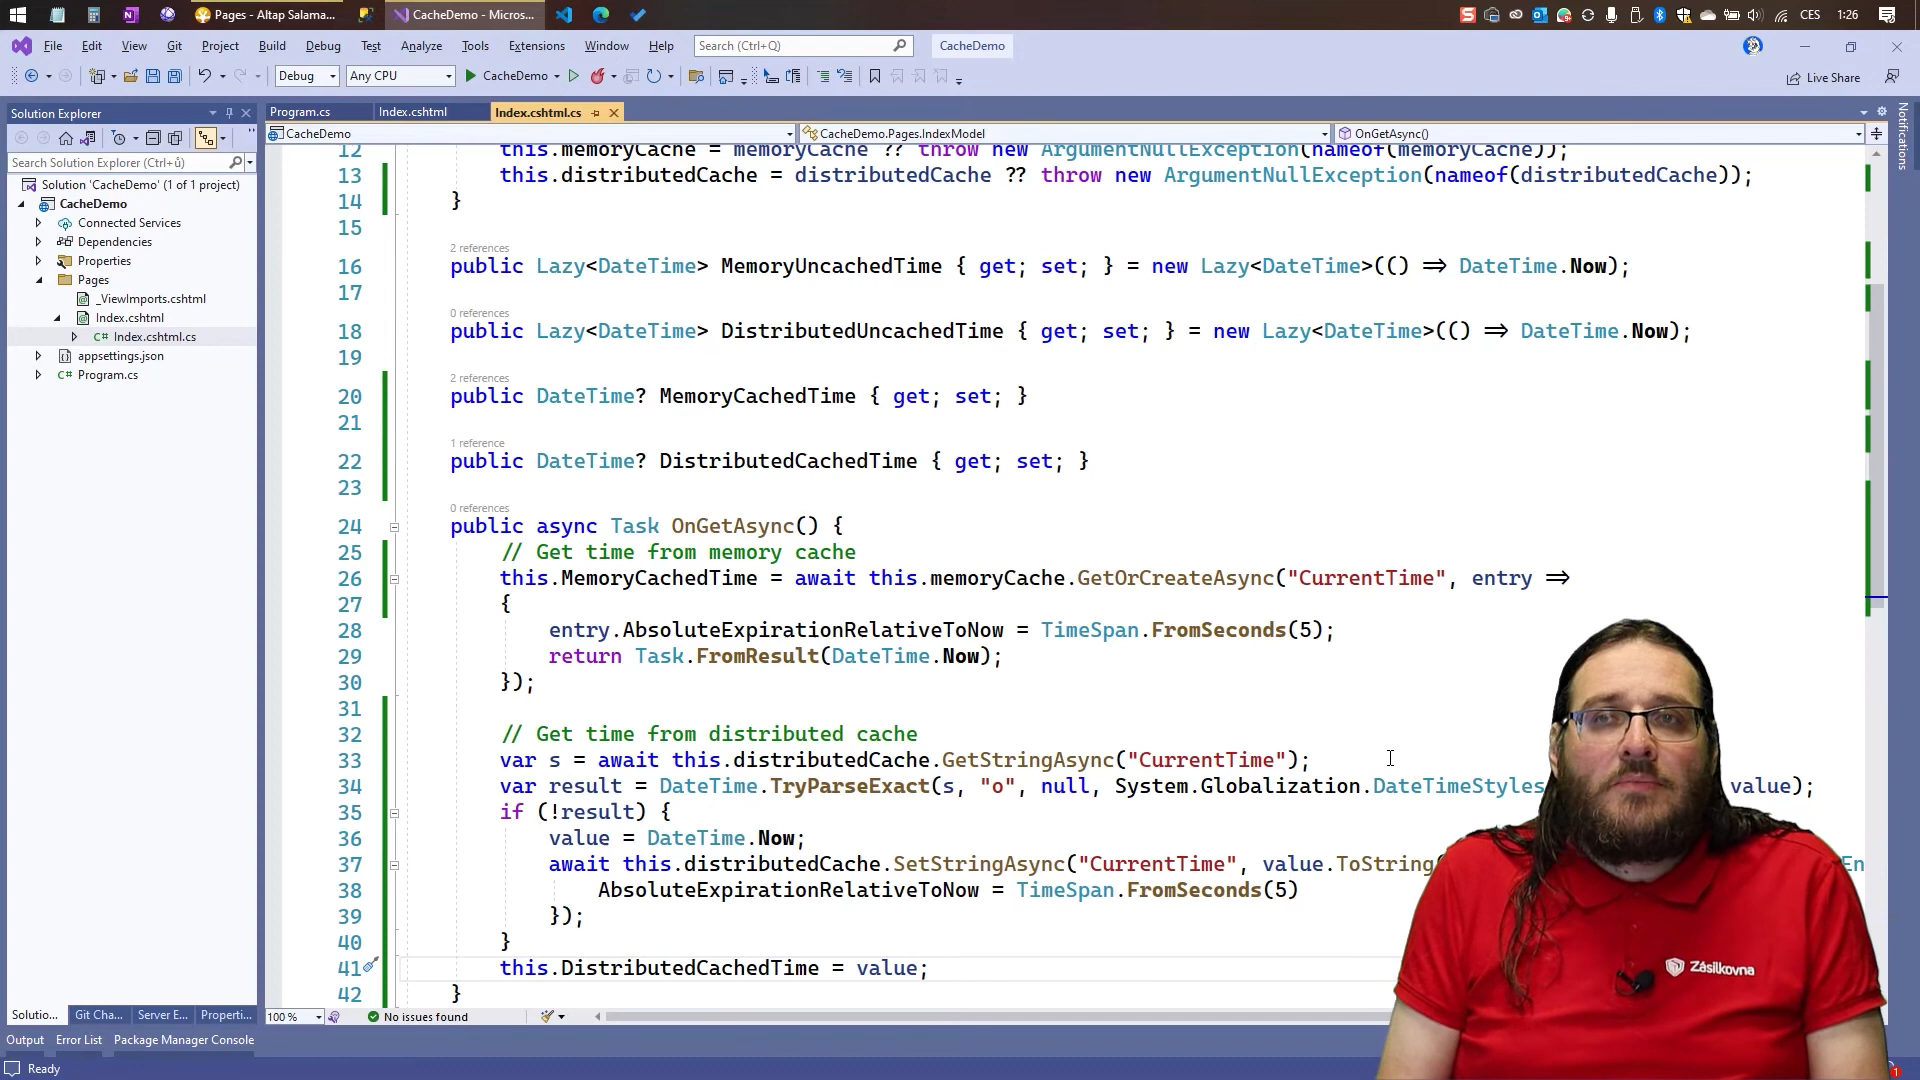 Pages - Altap Salama...
CacheDemo - Micros...
CES
1:26
File Edit View Git Project Build Debug Test Analyze Tools Extensions Window Help
Search (Ctrl+Q)
CacheDemo
Debug
Any CPU
CacheDemo
Live Share
Solution Explorer
Search Solution Explorer (Ctrl+ů)
Solution 'CacheDemo' (1 of 1 project)
CacheDemo
Connected Services
Dependencies
Properties
Pages
_ViewImports.cshtml
Index.cshtml
C# Index.cshtml.cs
appsettings.json
C# Program.cs
Program.cs
Index.cshtml
Index.cshtml.cs
CacheDemo
CacheDemo.Pages.IndexModel
OnGetAsync()
Notifications
12 this.memoryCache = memoryCache ?? throw new ArgumentNullException(nameof(memoryCache));
13 this.distributedCache = distributedCache ?? throw new ArgumentNullException(nameof(distributedCache));
14 }
15
2 references
16 public Lazy<DateTime> MemoryUncachedTime { get; set; } = new Lazy<DateTime>(() => DateTime.Now);
17
0 references
18 public Lazy<DateTime> DistributedUncachedTime { get; set; } = new Lazy<DateTime>(() => DateTime.Now);
19
2 references
20 public DateTime? MemoryCachedTime { get; set; }
21
1 reference
22 public DateTime? DistributedCachedTime { get; set; }
23
0 references
24 public async Task OnGetAsync() {
25 // Get time from memory cache
26 this.MemoryCachedTime = await this.memoryCache.GetOrCreateAsync("CurrentTime", entry =>
27 {
28 entry.AbsoluteExpirationRelativeToNow = TimeSpan.FromSeconds(5);
29 return Task.FromResult(DateTime.Now);
30 });
31
32 // Get time from distributed cache
33 var s = await this.distributedCache.GetStringAsync("CurrentTime");
34 var result = DateTime.TryParseExact(s, "o", null, System.Globalization.DateTimeStyles value);
35 if (!result) {
36 value = DateTime.Now;
37 await this.distributedCache.SetStringAsync("CurrentTime", value.ToString( En
38 AbsoluteExpirationRelativeToNow = TimeSpan.FromSeconds(5)
39 });
40 }
41 this.DistributedCachedTime = value;
42 }
100 %
No issues found
Solutio... Git Cha... Server E... Properti...
Output Error List Package Manager Console
Ready
1
Zásilkovna